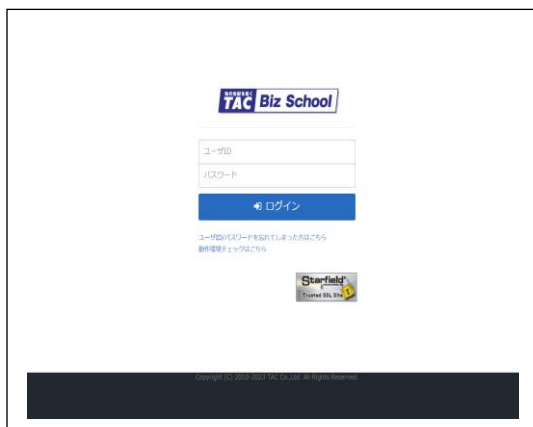 TAC Biz School
ユーザID
パスワード
ログイン
ユーザID/パスワードを忘れてしまった方はこちら
動作環境チェックはこちら
Starfield
Trusted SSL Site
Copyright (C) 2010-2023 TAC Co.,Ltd. All Rights Reserved.